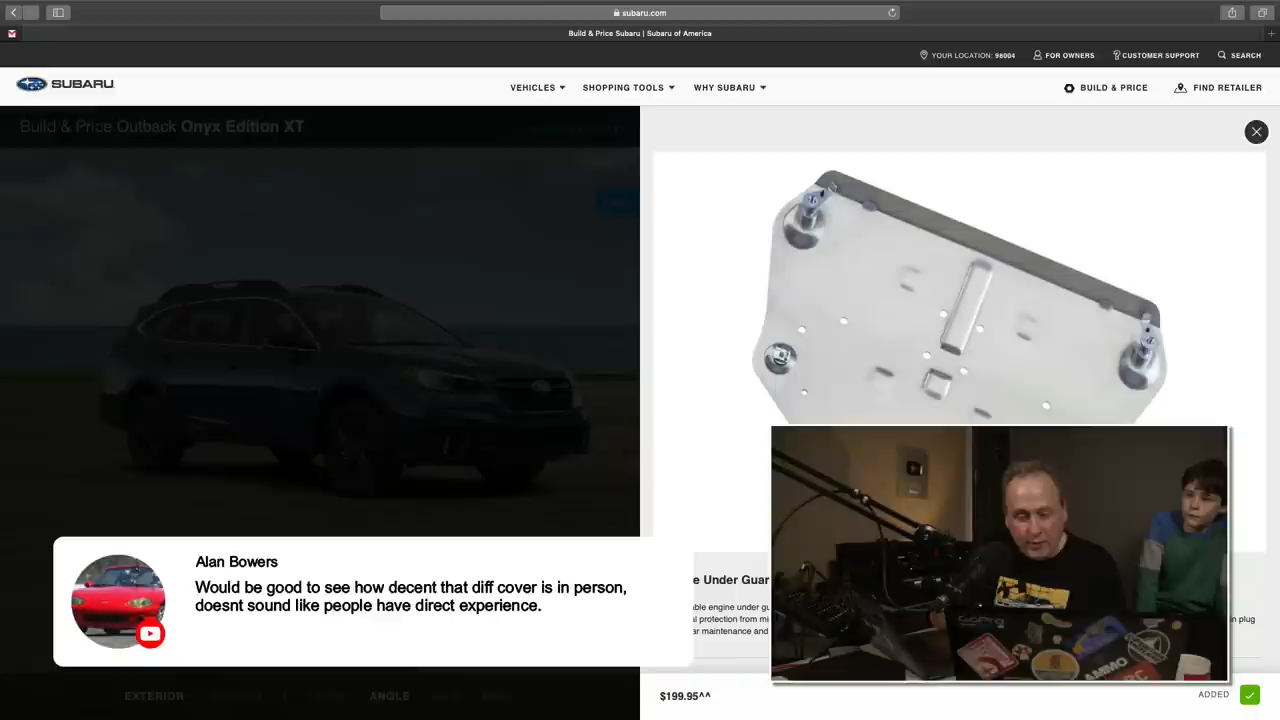 subaru.com
Build & Price Subaru | Subaru of America
YOUR LOCATION: 98004
FOR OWNERS
CUSTOMER SUPPORT
SEARCH
SUBARU
VEHICLES
SHOPPING TOOLS
WHY SUBARU
BUILD & PRICE
FIND RETAILER
Build & Price Outback Onyx Edition XT
Alan Bowers
Would be good to see how decent that diff cover is in person,
doesnt sound like people have direct experience.
e Under Guar
able engine under gu
al protection from mi
in plug
ar maintenance and
EXTERIOR
ANGLE
$199.95^^
ADDED
GoPro
AMMO